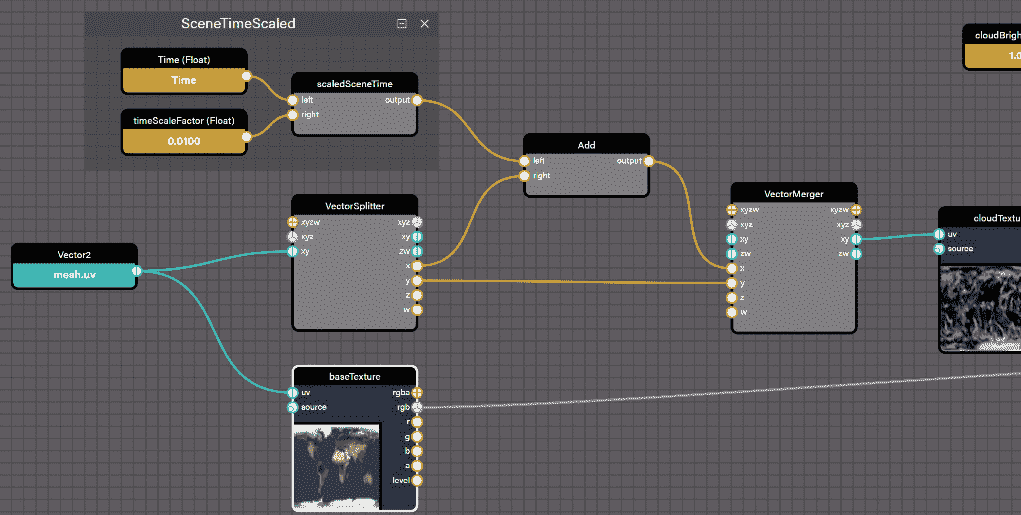 SceneTimeScaled
Time (Float)
Time
timeScaleFactor (Float)
0.0100
scaledSceneTime
left output
right
Add
left output
right
cloudBrigh
1.0
Vector2
mesh.uv
VectorSplitter
xyzw xyz
xyz xy
xy zw
x
y
z
w
VectorMerger
xyzw xyzw
xyz xyz
xy xy
zw zw
x
y
z
w
cloudTextu
uv
source
baseTexture
uv rgba
source rgb
r
g
b
a
level